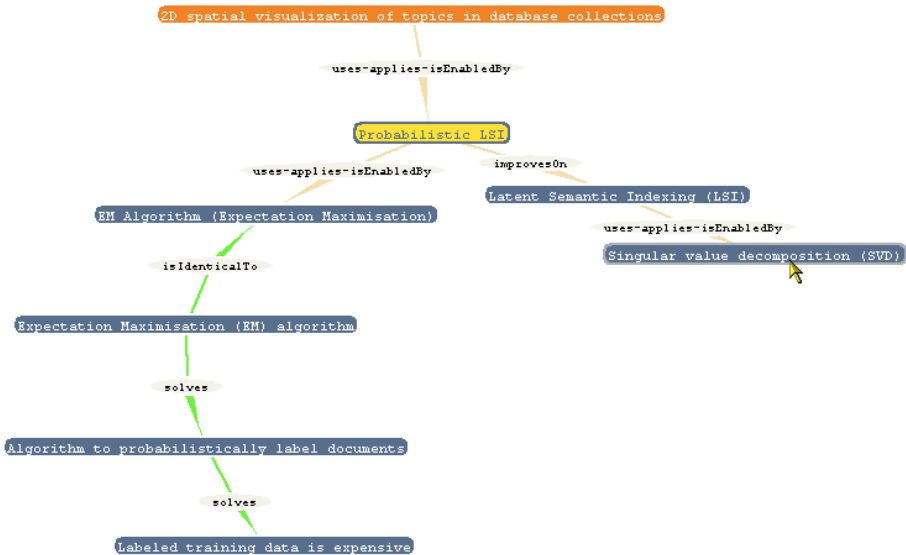 2D spatial visualization of topics in database collections
uses-applies-isEnabledBy
Probabilistic LSI
uses-applies-isEnabledBy
improvesOn
EM Algorithm (Expectation Maximisation)
Latent Semantic Indexing (LSI)
uses-applies-isEnabledBy
Singular value decomposition (SVD)
isIdenticalTo
Expectation Maximisation (EM) algorithm
solves
Algorithm to probabilistically label documents
solves
Labeled training data is expensive